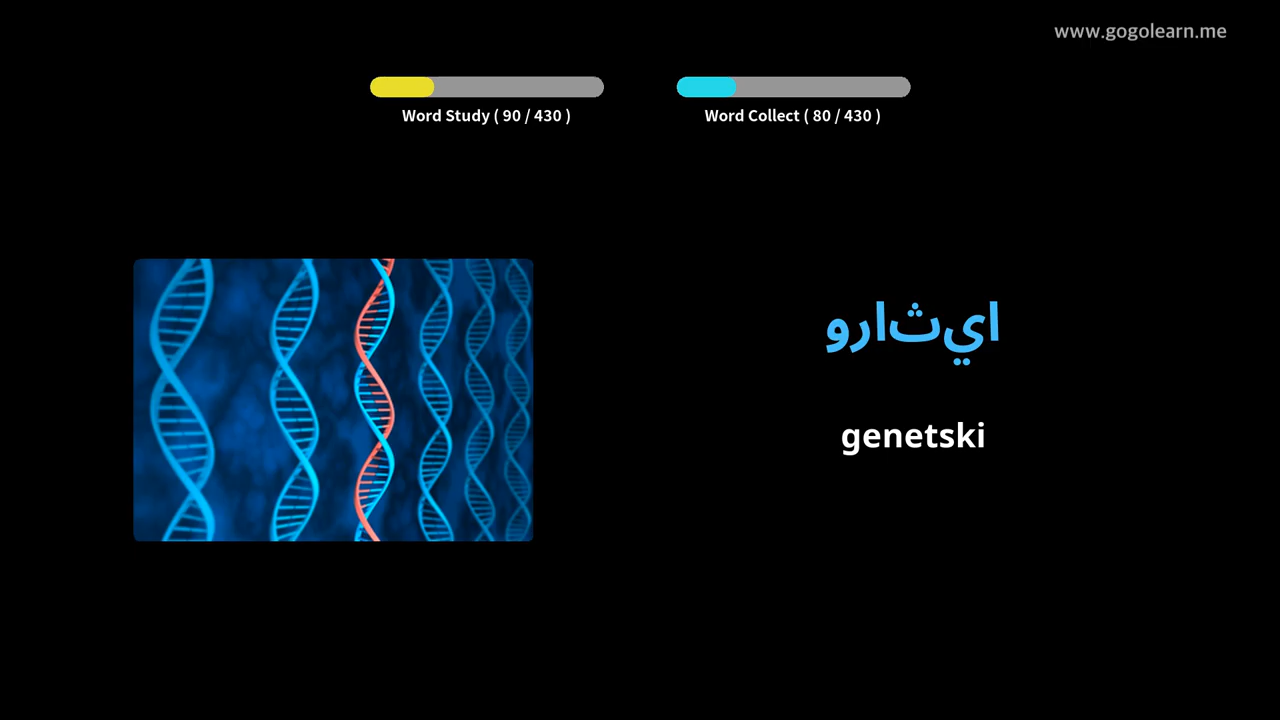 www.gogolearn.me
Word Study ( 90 / 430 )
Word Collect ( 80 / 430 )
ايثارو
genetski